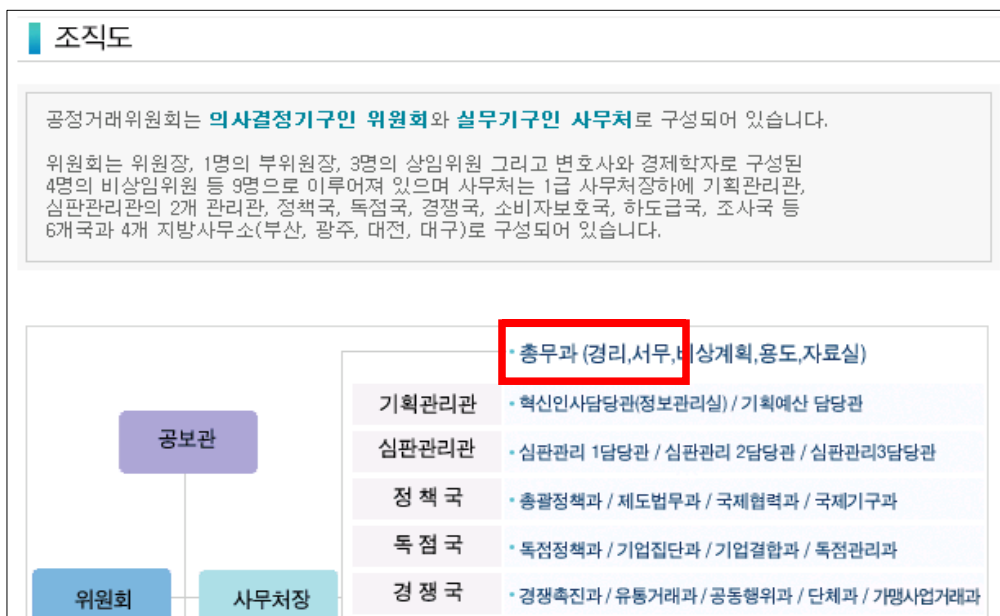 조직도
공정거래위원회는 의사결정기구인 위원회와 실무기구인 사무처로 구성되어 있습니다.
위원회는 위원장, 1명의 부위원장, 3명의 상임위원 그리고 변호사와 경제학자로 구성된
4명의 비상임위원 등 9명으로 이루어져 있으며 사무처는 1급 사무처장하에 기획관리관,
심판관리관의 2개 관리관, 정책국, 독점국, 경쟁국, 소비자보호국, 하도급국, 조사국 등
6개국과 4개 지방사무소(부산, 광주, 대전, 대구)로 구성되어 있습니다.
• 총무과 (경리,서무,비상계획,용도,자료실)
기획관리관 • 혁신인사담당관(정보관리실) / 기획예산 담당관
공보관
심판관리관 • 심판관리 1담당관 / 심판관리 2담당관 / 심판관리3담당관
정 책 국 • 총괄정책과 / 제도법무과 / 국제협력과 / 국제기구과
독 점 국 • 독점정책과 / 기업집단과 / 기업결합과 / 독점관리과
경 쟁 국 • 경쟁촉진과 / 유통거래과 / 공동행위과 / 단체과 / 가맹사업거래과
위원회 사무처장